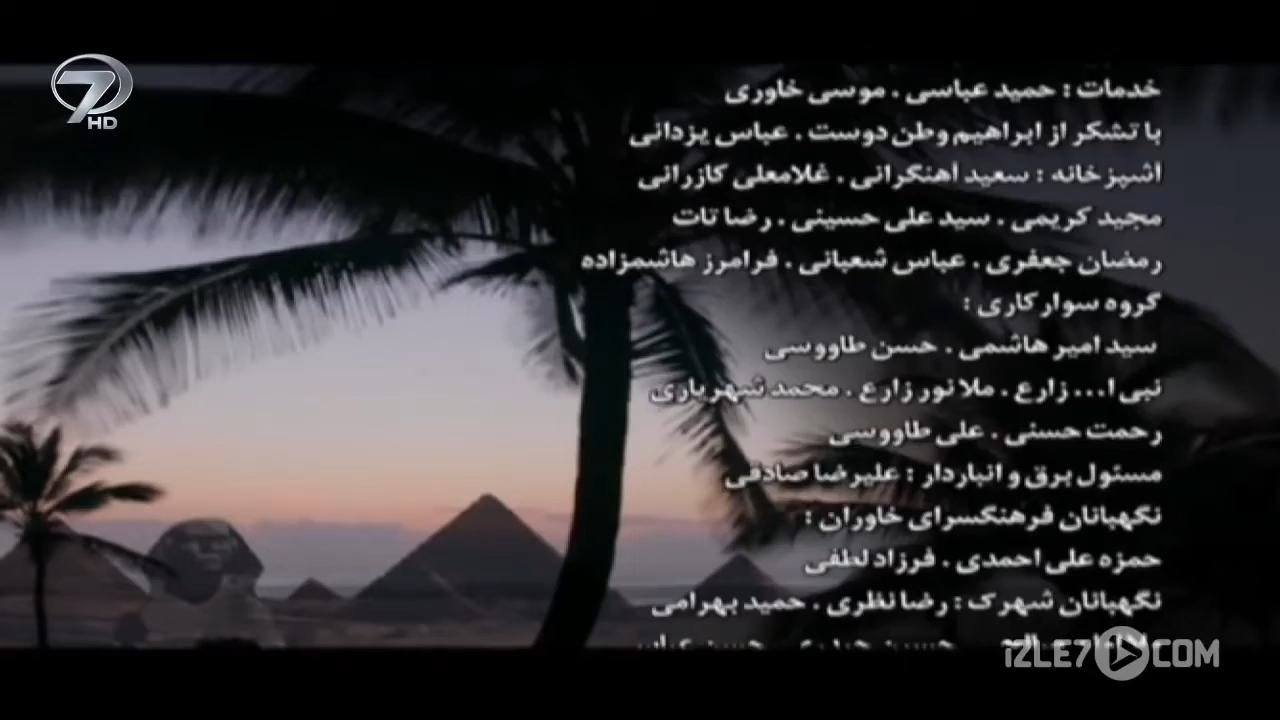 7
HD
خدمات : حمید عباسی . موسی خاوری
با تشکر از ابراهیم وطن دوست . عباس یزدانی
آشپزخانه : سعید آهنگرانی . غلامعلی کازرانی
مجید کریمی . سید علی حسینی . رضا تات
رمضان جعفری . عباس شعبانی . فرامرز هاشمزاده
گروه سوارکاری :
سید امیر هاشمی . حسن طاووسی
نبی ا... زارع . ملا نور زارع . محمد شهریاری
رحمت حسنی . علی طاووسی
مسئول برق و انباردار : علیرضا صادقی
نگهبانان فرهنگسرای خاوران :
حمزه علی احمدی . فرزاد لطفی
نگهبانان شهرک : رضا نظری . حمید بهرامی
IZLE7.COM